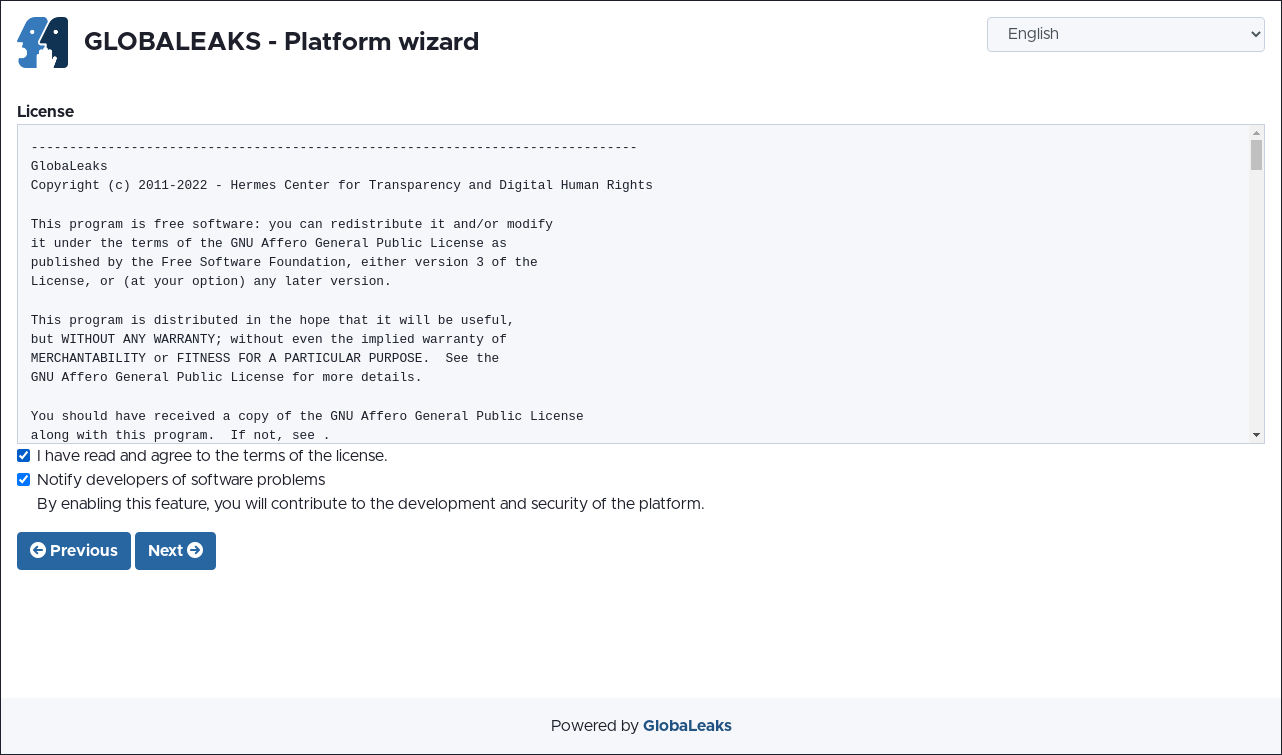 GLOBALEAKS - Platform wizard
English
License
-------------------------------------------------------------------------------
GlobaLeaks
Copyright (c) 2011-2022 - Hermes Center for Transparency and Digital Human Rights
This program is free software: you can redistribute it and/or modify
it under the terms of the GNU Affero General Public License as
published by the Free Software Foundation, either version 3 of the
License, or (at your option) any later version.
This program is distributed in the hope that it will be useful,
but WITHOUT ANY WARRANTY; without even the implied warranty of
MERCHANTABILITY or FITNESS FOR A PARTICULAR PURPOSE.  See the
GNU Affero General Public License for more details.
You should have received a copy of the GNU Affero General Public License
along with this program.  If not, see .
I have read and agree to the terms of the license.
Notify developers of software problems
By enabling this feature, you will contribute to the development and security of the platform.
Previous Next
Powered by GlobaLeaks